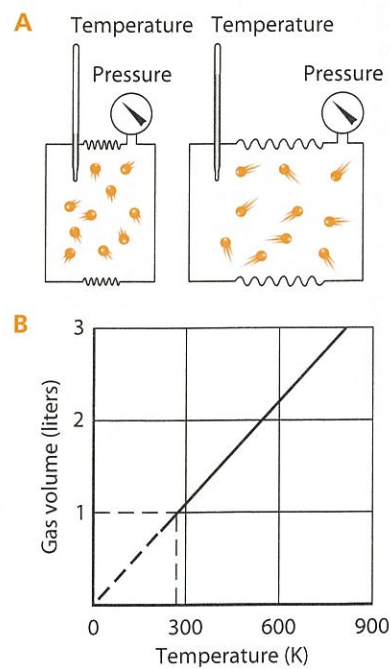 A
Temperature Temperature
Pressure Pressure
B
3
2
1
Gas volume (liters)
0 300 600 900
Temperature (K)